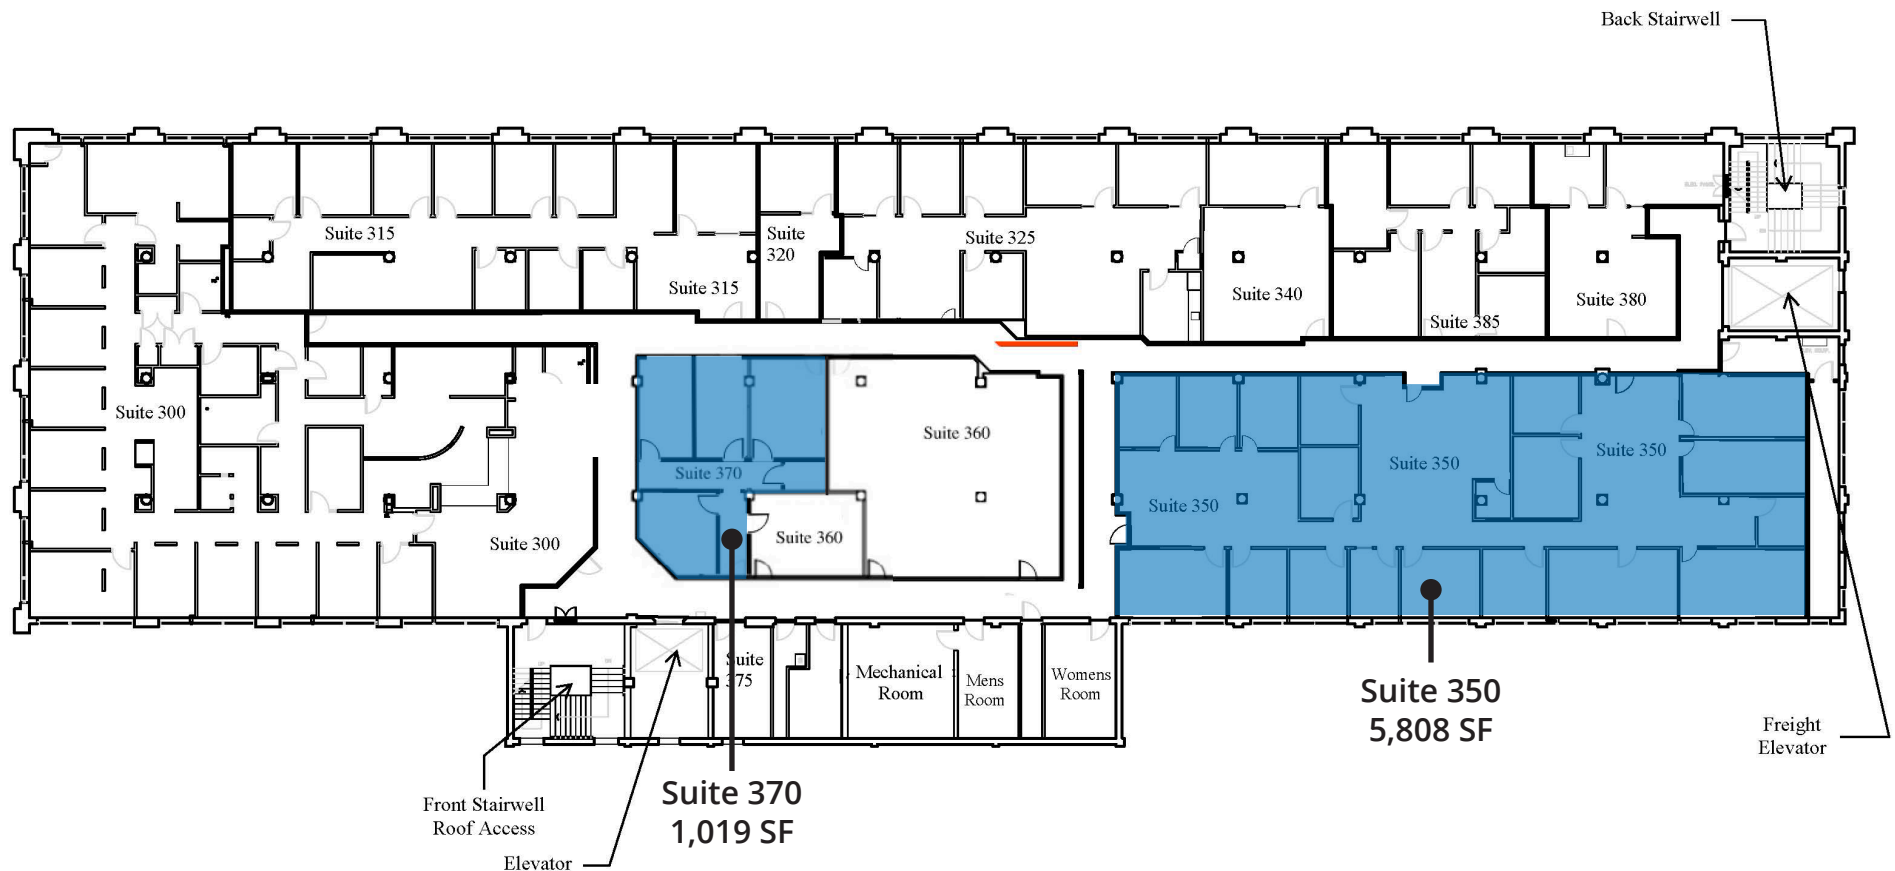 Back Stairwell
Suite 315
Suite
320
Suite 325
Suite 315
Suite 340
Suite 385
Suite 380
Suite 300
Suite 370
Suite 360
Suite 350
Suite 350
Suite 350
Suite 360
Suite 300
Suite
375
Mechanical
Room
Mens
Room
Womens
Room
Suite 350
5,808 SF
Freight
Elevator
Suite 370
1,019 SF
Front Stairwell
Roof Access
Elevator